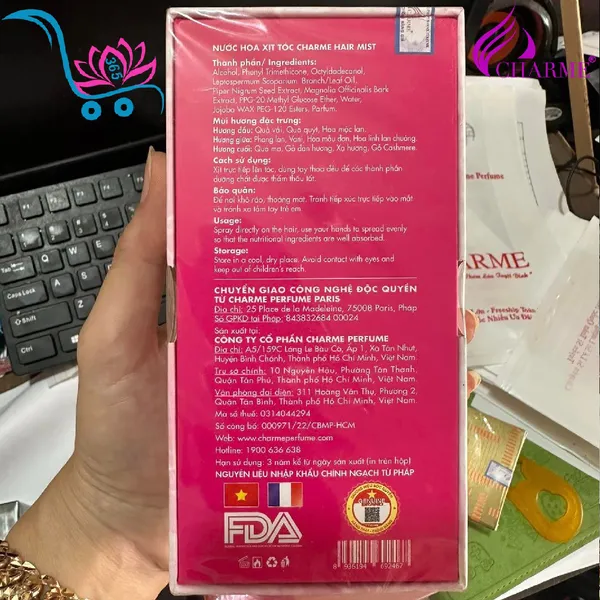 365
CHARME
NƯỚC HOA XỊT TÓC CHARME HAIR MIST
Thành phần/ Ingredients:
Alcohol, Phenyl Trimethicone, Octyldodecanol,
Leptospermum Scoparium. Branch/Leaf Oil,
Piper Nigrum Seed Extract, Magnolia Officinalis Bark
Extract, PPG-20 Methyl Glucose Ether, Water,
Jojoba WAX PEG-120 Esters. Parfum.
Mùi hương đặc trưng:
Hương đầu: Quả vải, Quả quýt, Hoa mộc lan.
Hương giữa: Phong lan, Vani, Hoa mẫu đơn, Hoa linh lan chuông.
Hương cuối: Quả mơ, Gỗ đàn hương, Xạ hương, Gỗ Cashmere.
Cách sử dụng:
Xịt trực tiếp lên tóc, dùng tay thoa đều để các thành phần
dưỡng chất được thẩm thấu tốt.
Bảo quản:
Để nơi khô ráo, thoáng mát. Tránh tiếp xúc trực tiếp vào mắt
và tránh xa tầm tay trẻ em
Usage:
Spray directly on the hair, use your hands to spread evenly
so that the nutritional ingredients are well absorbed.
Storage:
Store in a cool, dry place. Avoid contact with eyes and
keep out of children's reach.
CHUYỂN GIAO CÔNG NGHỆ ĐỘC QUYỀN
TỪ CHARME PERFUME PARIS
Địa chỉ: 25 Place de la Madeleine, 75008 Paris, Pháp
Số GPKD tại Pháp: 843832684 00024
Sản xuất tại:
CÔNG TY CỔ PHẦN CHARME PERFUME
Địa chỉ: A5/159C Láng Le Bàu Cò, Ấp 1, Xã Tân Nhựt,
Huyện Bình Chánh, Thành phố Hồ Chí Minh, Việt Nam.
Trụ sở chính: 10 Nguyễn Háo, Phường Tân Thành,
Quận Tân Phú, Thành phố Hồ Chí Minh, Việt Nam.
Văn phòng đại diện: 311 Hoàng Văn Thụ, Phường 2,
Quận Tân Bình, Thành phố Hồ Chí Minh, Việt Nam.
Mã số thuế: 0314044294
Số công bố: 000971/22/CBMP-HCM
Web: www.charmeperfume.com
Hotline: 1900 636 638
Hạn sử dụng: 3 năm kể từ ngày sản xuất (in trên hộp)
NGUYÊN LIỆU NHẬP KHẨU CHÍNH NGẠCH TỪ PHÁP
FDA
GENUINE
8 936194 692467
Tab
Caps Lock
Shift
Ctrl
Perfume
ARME